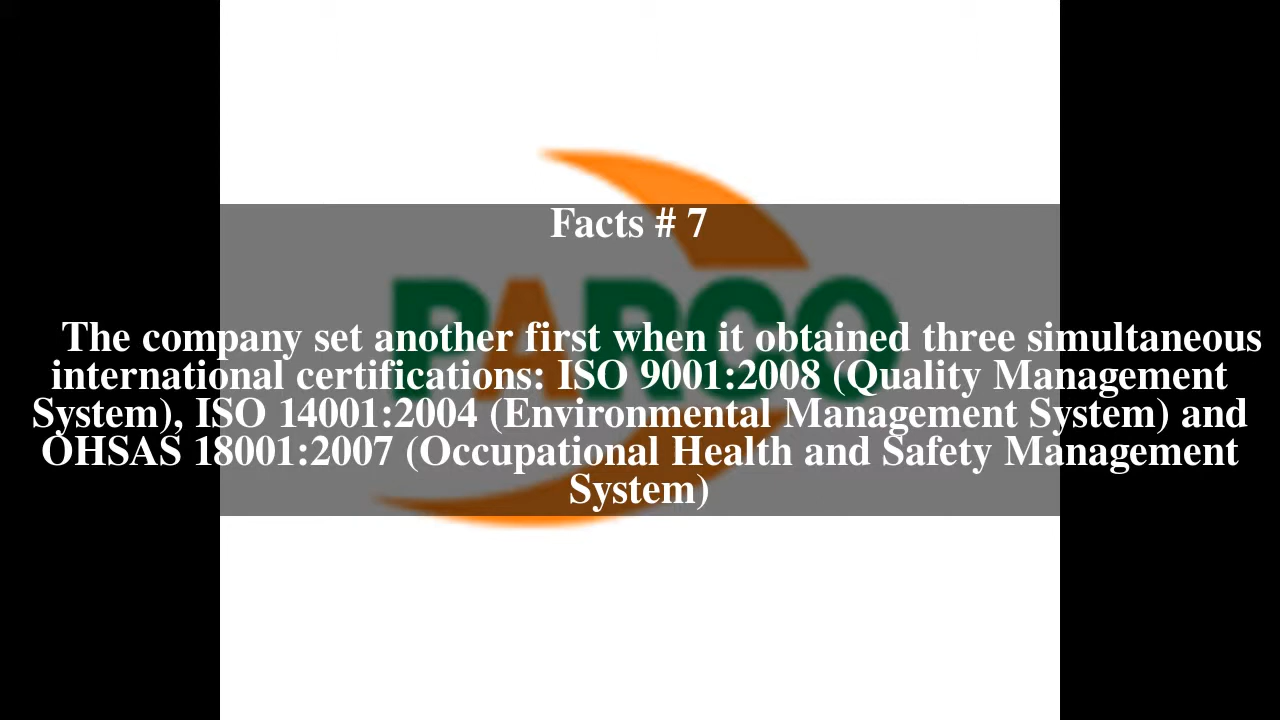 Facts # 7
PARCO
The company set another first when it obtained three simultaneous
international certifications: ISO 9001:2008 (Quality Management
System), ISO 14001:2004 (Environmental Management System) and
OHSAS 18001:2007 (Occupational Health and Safety Management
System)